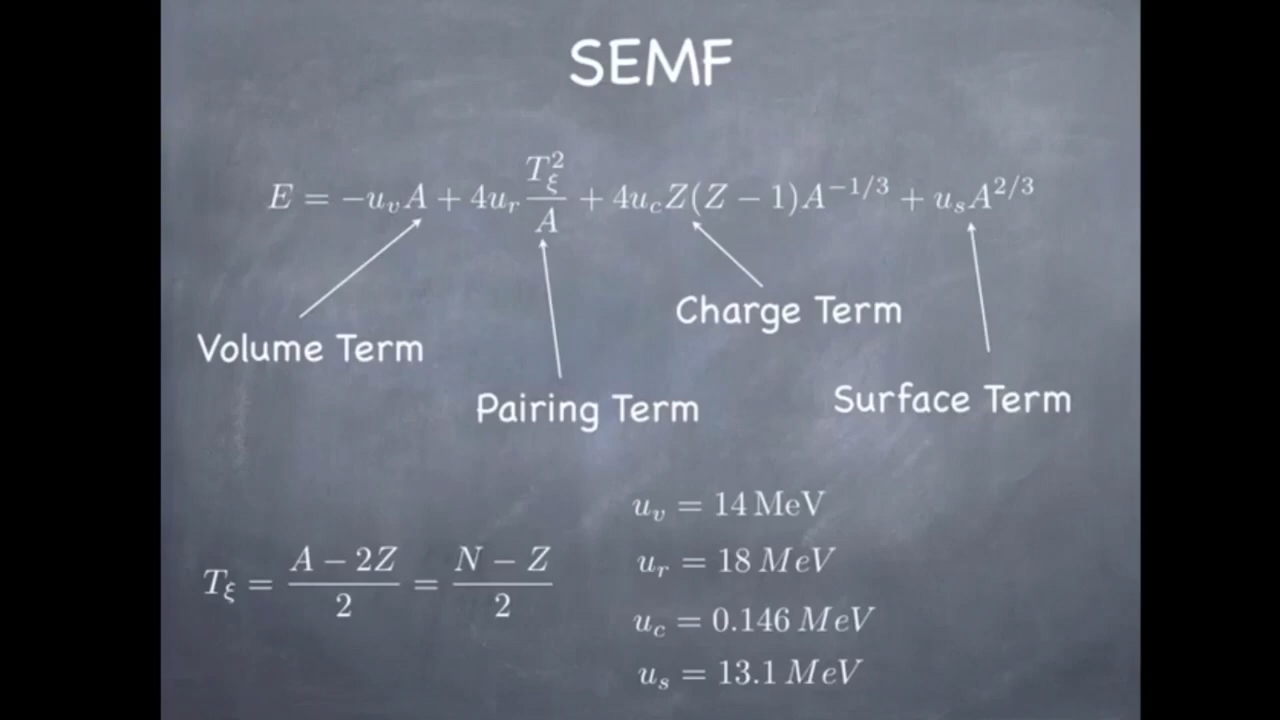 SEMF
E = −u_v A + 4u_r T_ξ^2/A + 4u_c Z(Z − 1)A^{−1/3} + u_s A^{2/3}
Charge Term
Volume Term
Pairing Term
Surface Term
T_ξ = (A − 2Z)/2 = (N − Z)/2
u_v = 14 MeV
u_r = 18 MeV
u_c = 0.146 MeV
u_s = 13.1 MeV